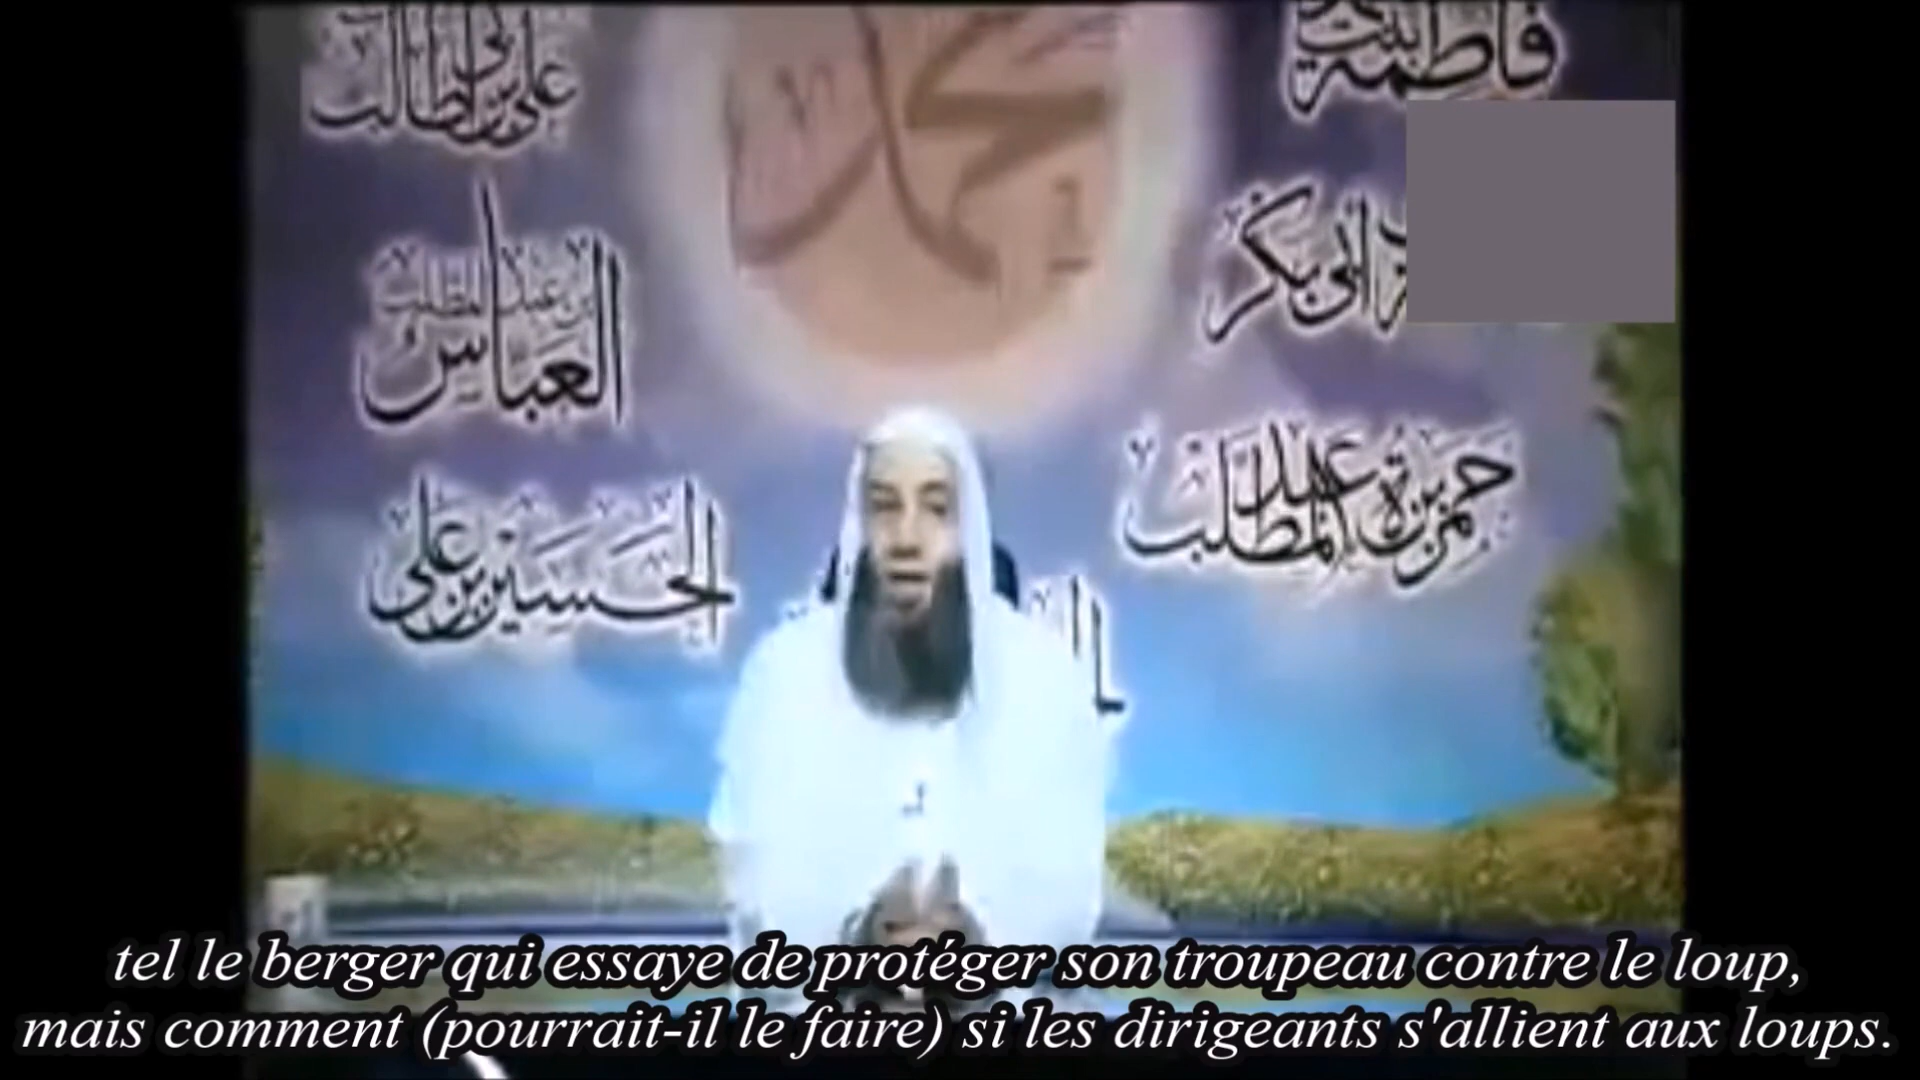 علي بن أبي طالب
فاطمة بنت
محمد
ابن عبد المطلب
العباس
أبي بكر
حمزة بن عبد المطلب
الحسين بن علي
tel le berger qui essaye de protéger son troupeau contre le loup,
mais comment (pourrait-il le faire) si les dirigeants s'allient aux loups.